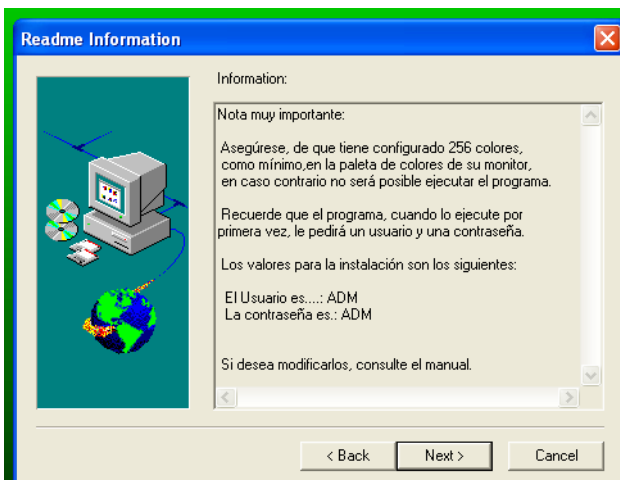 Readme Information
Information:
Nota muy importante:
Asegúrese, de que tiene configurado 256 colores,
como mínimo,en la paleta de colores de su monitor,
en caso contrario no será posible ejecutar el programa.
Recuerde que el programa, cuando lo ejecute por
primera vez, le pedirá un usuario y una contraseña.
Los valores para la instalación son los siguientes:
El Usuario es....: ADM
La contraseña es.: ADM
Si desea modificarlos, consulte el manual.
< Back
Next >
Cancel